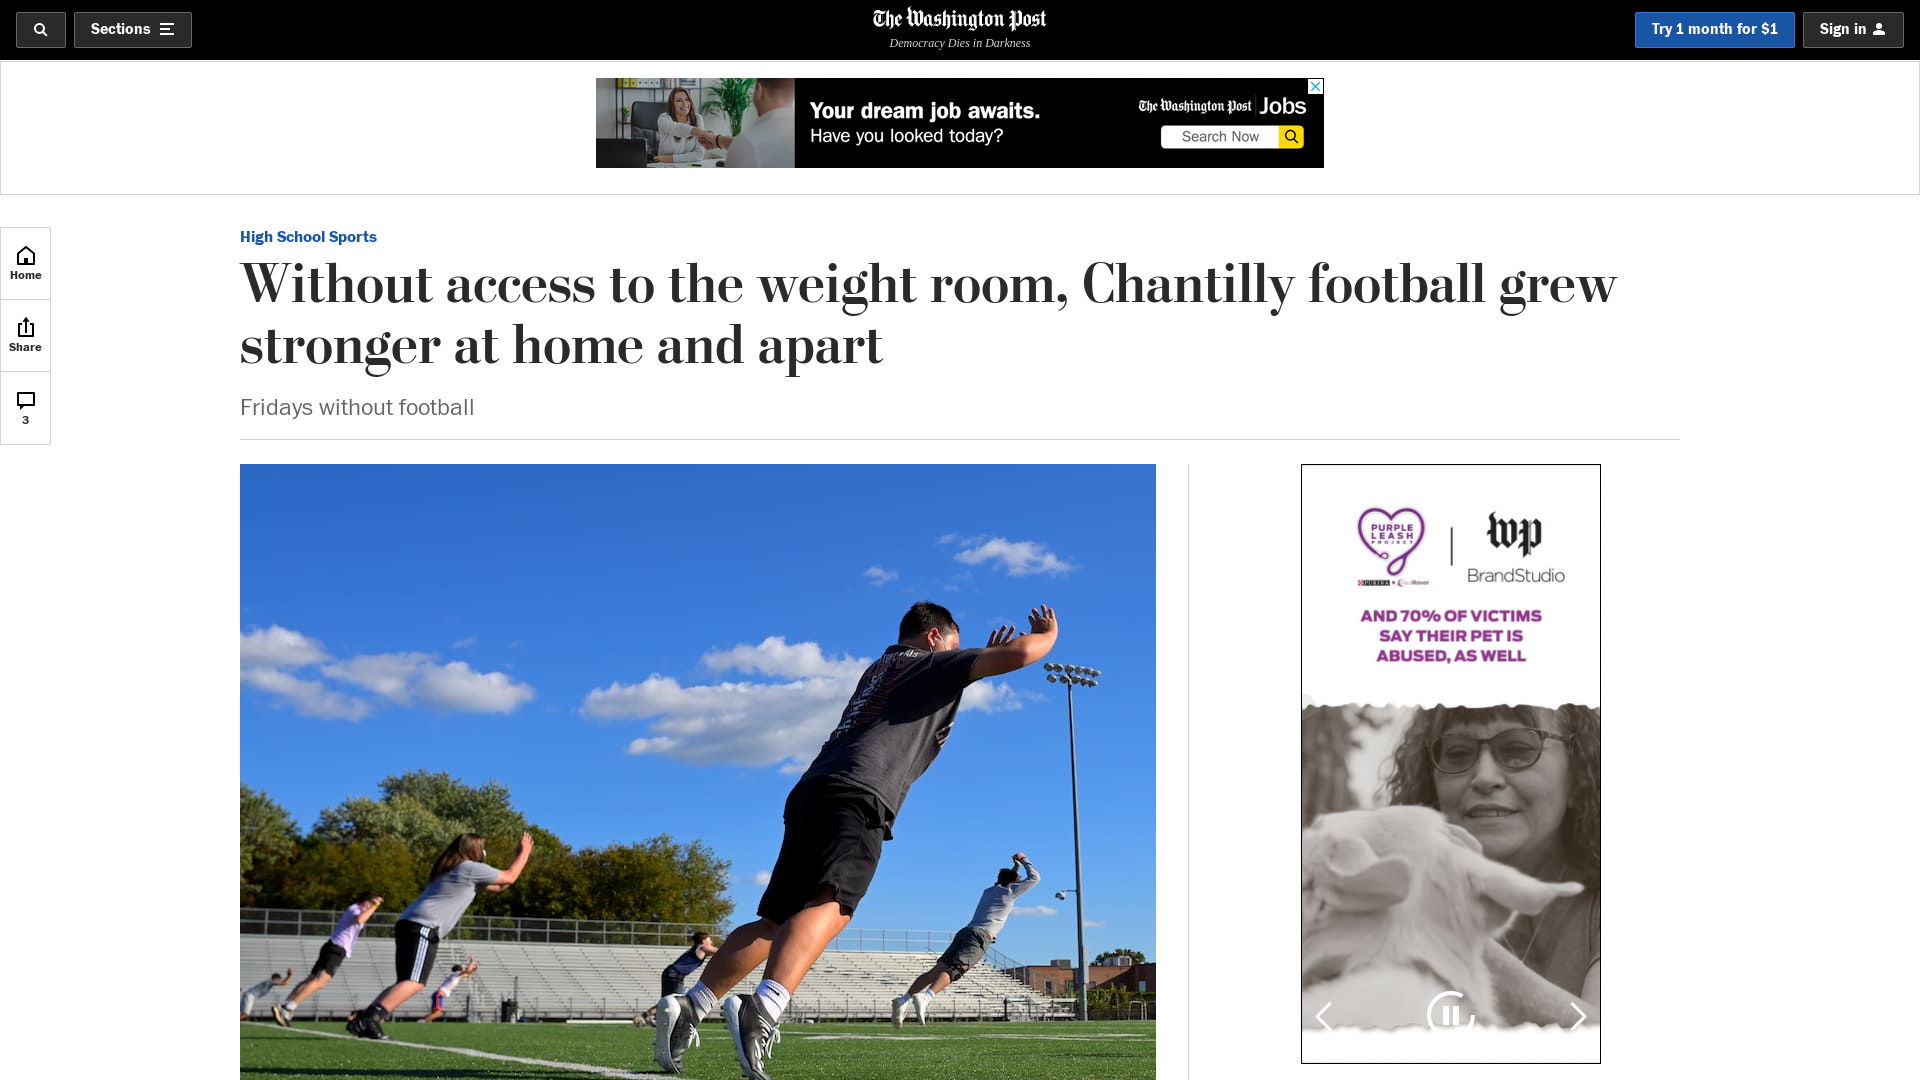 Sections
The Washington Post
Democracy Dies in Darkness
Try 1 month for $1
Sign in
Your dream job awaits.
Have you looked today?
The Washington Post Jobs
Search Now
Home
Share
3
High School Sports
Without access to the weight room, Chantilly football grew
stronger at home and apart
Fridays without football
PURPLE
LEASH
PROJECT
PURINA
wp
BrandStudio
AND 70% OF VICTIMS
SAY THEIR PET IS
ABUSED, AS WELL